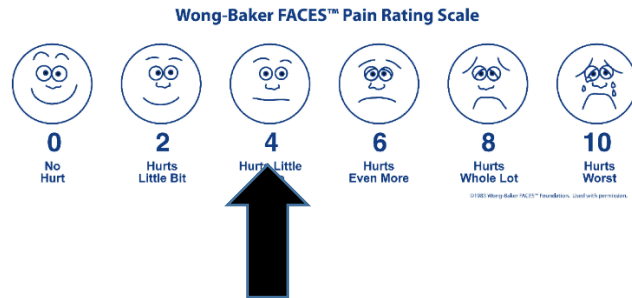 Wong-Baker FACES™ Pain Rating Scale
0 2 4 6 8 10
No Hurts Hurts Little Hurts Hurts Hurts
Hurt Little Bit Even More Whole Lot Worst
©1983 Wong-Baker FACES™ Foundation. Used with permission.